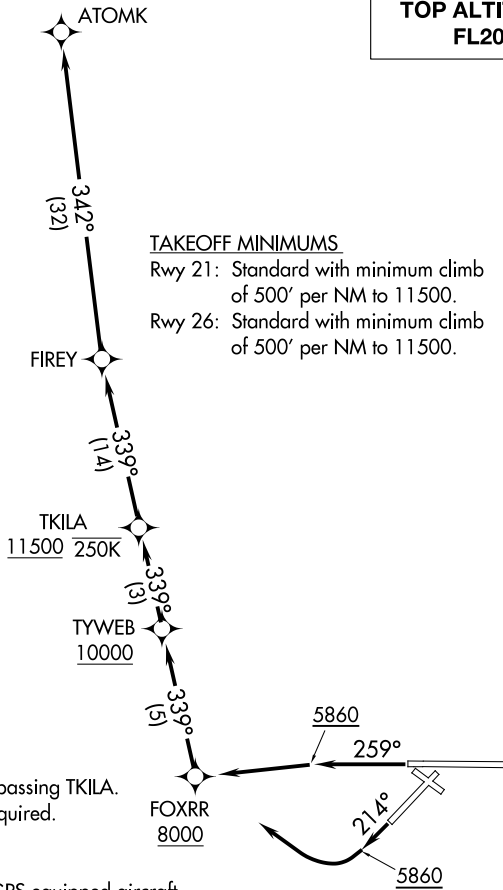 ATOMK
TOP ALTI
FL20
342°
(32)
TAKEOFF MINIMUMS
Rwy 21: Standard with minimum climb
of 500' per NM to 11500.
Rwy 26: Standard with minimum climb
of 500' per NM to 11500.
FIREY
339°
(14)
TKILA
11500 250K
339°
(3)
TYWEB
10000
339°
(5)
5860
259°
passing TKILA.
quired.
FOXRR
8000
214°
5860
equipped aircraft